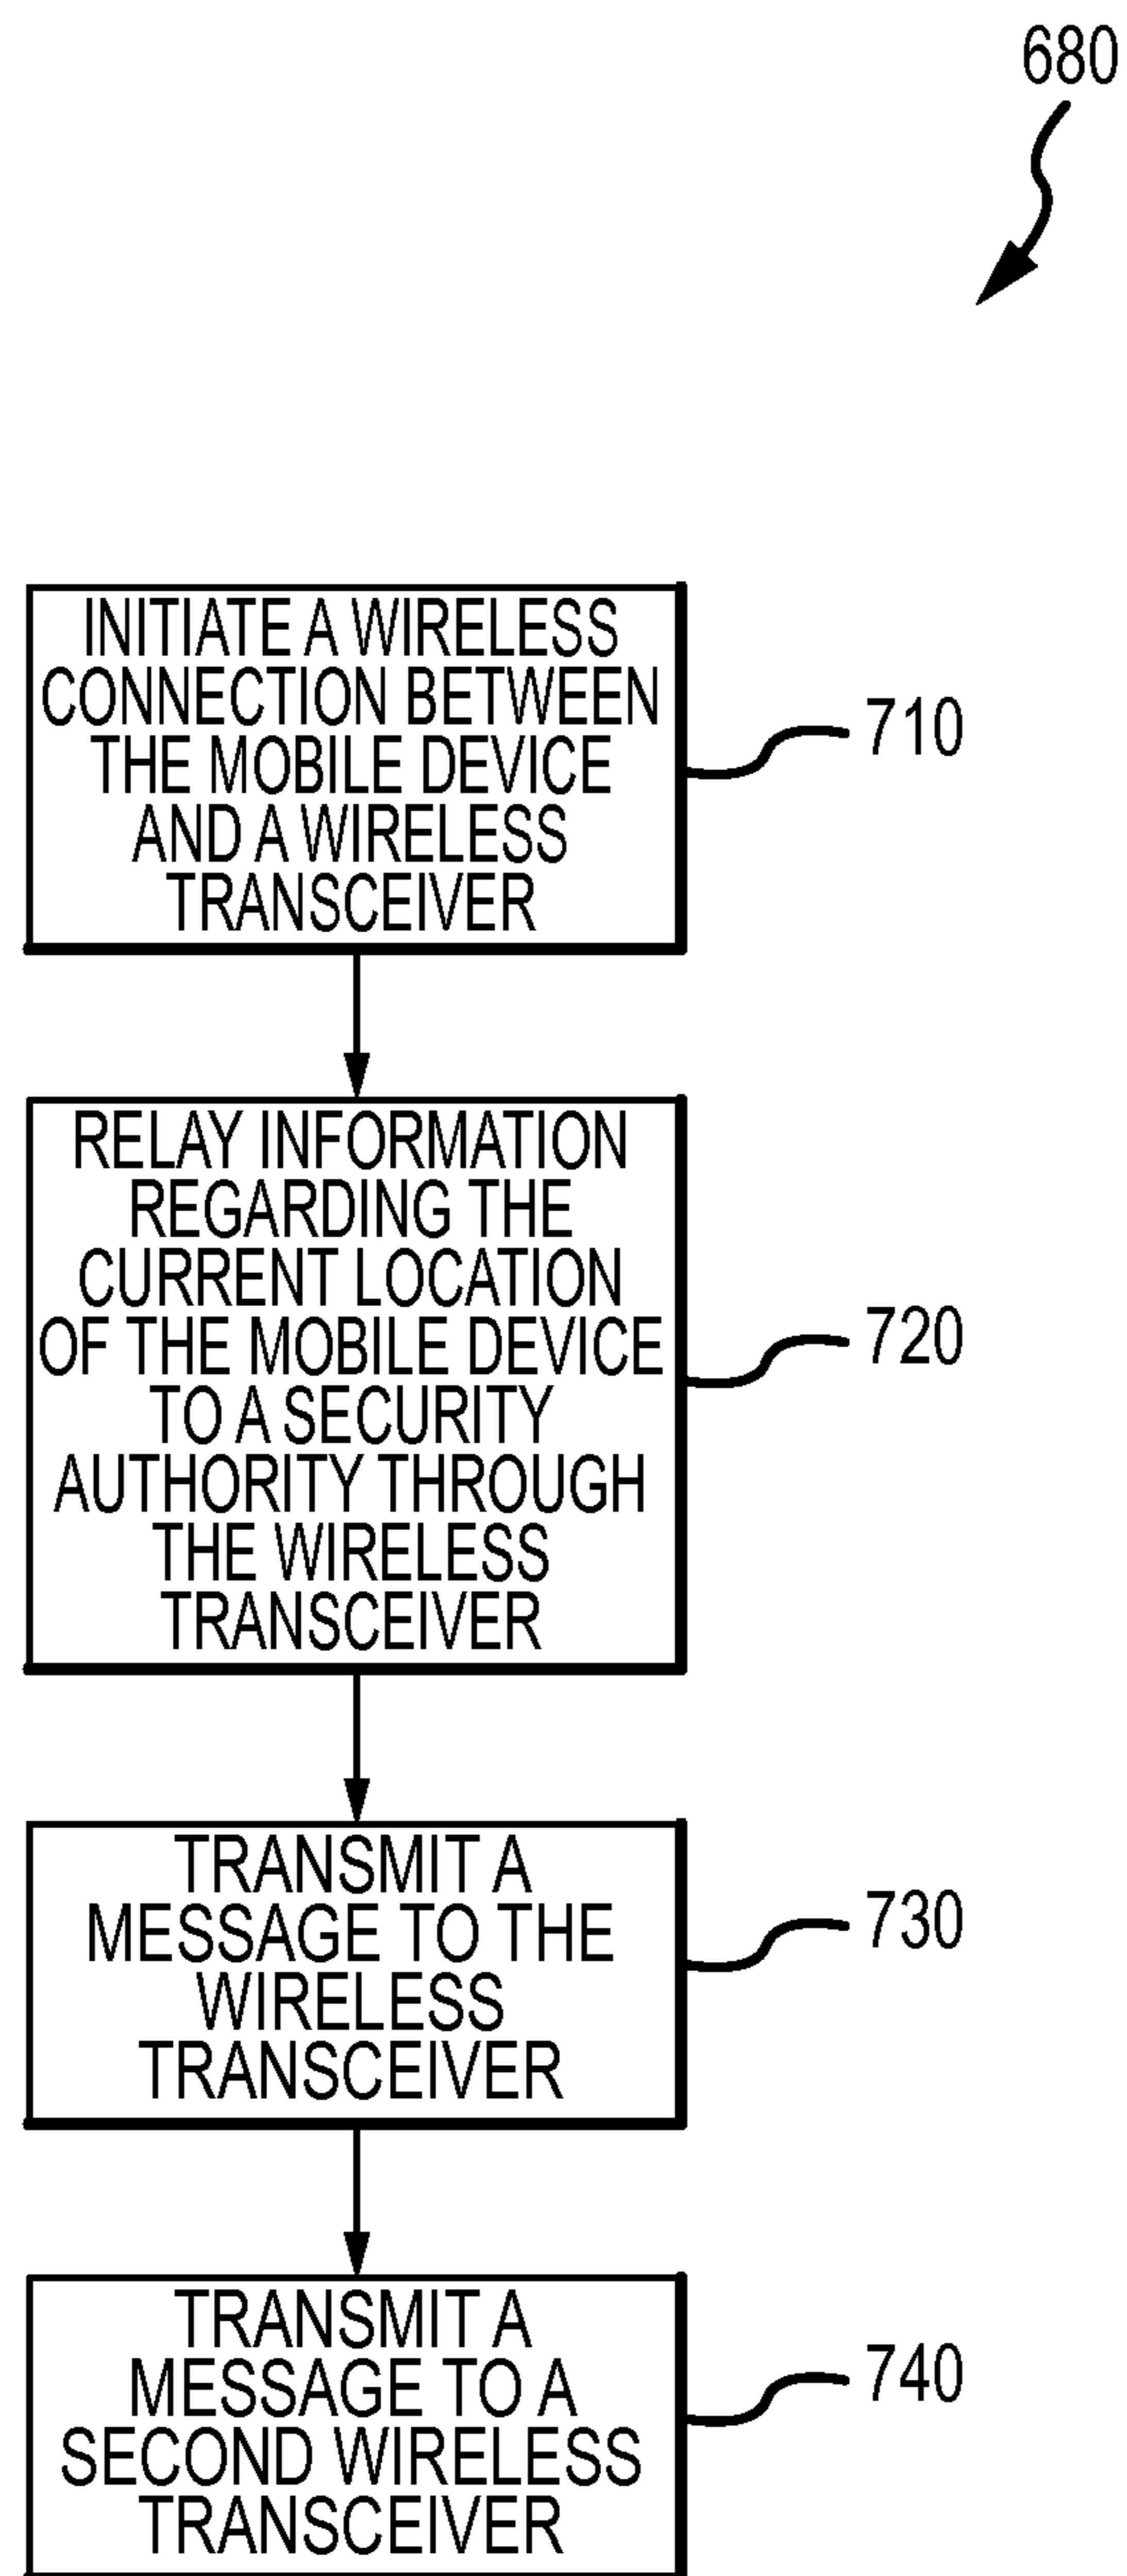 680
INITIATE A WIRELESS
CONNECTION BETWEEN
THE MOBILE DEVICE
AND A WIRELESS
TRANSCEIVER
710
RELAY INFORMATION
REGARDING THE
CURRENT LOCATION
OF THE MOBILE DEVICE
TO A SECURITY
AUTHORITY THROUGH
THE WIRELESS
TRANSCEIVER
720
TRANSMIT A
MESSAGE TO THE
WIRELESS
TRANSCEIVER
730
TRANSMIT A
MESSAGE TO A
SECOND WIRELESS
TRANSCEIVER
740